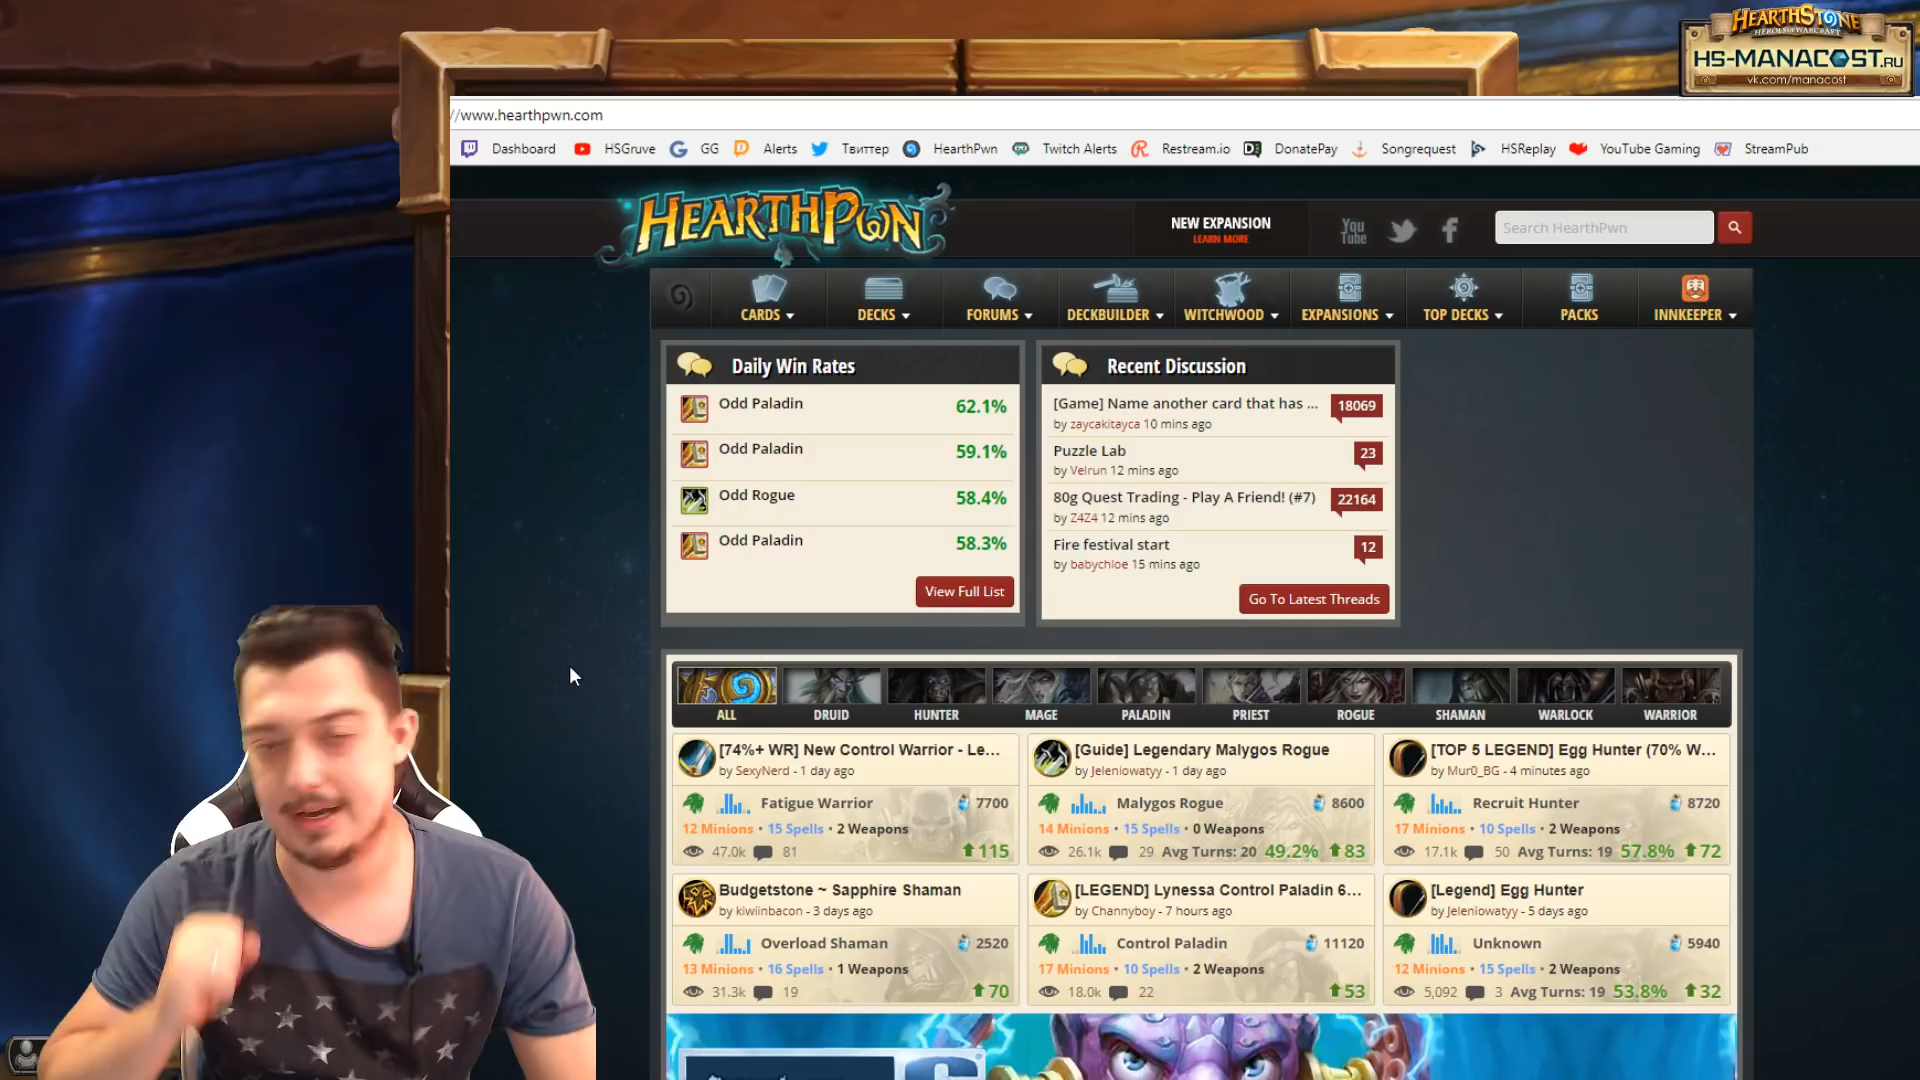 HEARTHSTONE
HEROES OF WARCRAFT
HS-MANACOST.RU
vk.com/manacost
//www.hearthpwn.com
Dashboard HSGruve GG Alerts Твиттер HearthPwn Twitch Alerts Restream.io DonatePay Songrequest HSReplay YouTube Gaming StreamPub
HEARTHPWN
NEW EXPANSION
LEARN MORE
You Tube
Search HearthPwn
CARDS DECKS FORUMS DECKBUILDER WITCHWOOD EXPANSIONS TOP DECKS PACKS INNKEEPER
Daily Win Rates
Odd Paladin 62.1%
Odd Paladin 59.1%
Odd Rogue 58.4%
Odd Paladin 58.3%
View Full List
Recent Discussion
[Game] Name another card that has ... 18069
by zaycakitayca 10 mins ago
Puzzle Lab 23
by Velrun 12 mins ago
80g Quest Trading - Play A Friend! (#7) 22164
by Z4Z4 12 mins ago
Fire festival start 12
by babychloe 15 mins ago
Go To Latest Threads
ALL DRUID HUNTER MAGE PALADIN PRIEST ROGUE SHAMAN WARLOCK WARRIOR
[74%+ WR] New Control Warrior - Le...
by SexyNerd - 1 day ago
Fatigue Warrior 7700
12 Minions • 15 Spells • 2 Weapons
47.0k 81 115
[Guide] Legendary Malygos Rogue
by Jeleniowatyy - 1 day ago
Malygos Rogue 8600
14 Minions • 15 Spells • 0 Weapons
26.1k 29 Avg Turns: 20 49.2% 83
[TOP 5 LEGEND] Egg Hunter (70% W...
by Mur0_BG - 4 minutes ago
Recruit Hunter 8720
17 Minions • 10 Spells • 2 Weapons
17.1k 50 Avg Turns: 19 57.8% 72
Budgetstone ~ Sapphire Shaman
by kiwiinbacon - 3 days ago
Overload Shaman 2520
13 Minions • 16 Spells • 1 Weapons
31.3k 19 70
[LEGEND] Lynessa Control Paladin 6...
by Channyboy - 7 hours ago
Control Paladin 11120
17 Minions • 10 Spells • 2 Weapons
18.0k 22 53
[Legend] Egg Hunter
by Jeleniowatyy - 5 days ago
Unknown 5940
12 Minions • 15 Spells • 2 Weapons
5,092 3 Avg Turns: 19 53.8% 32